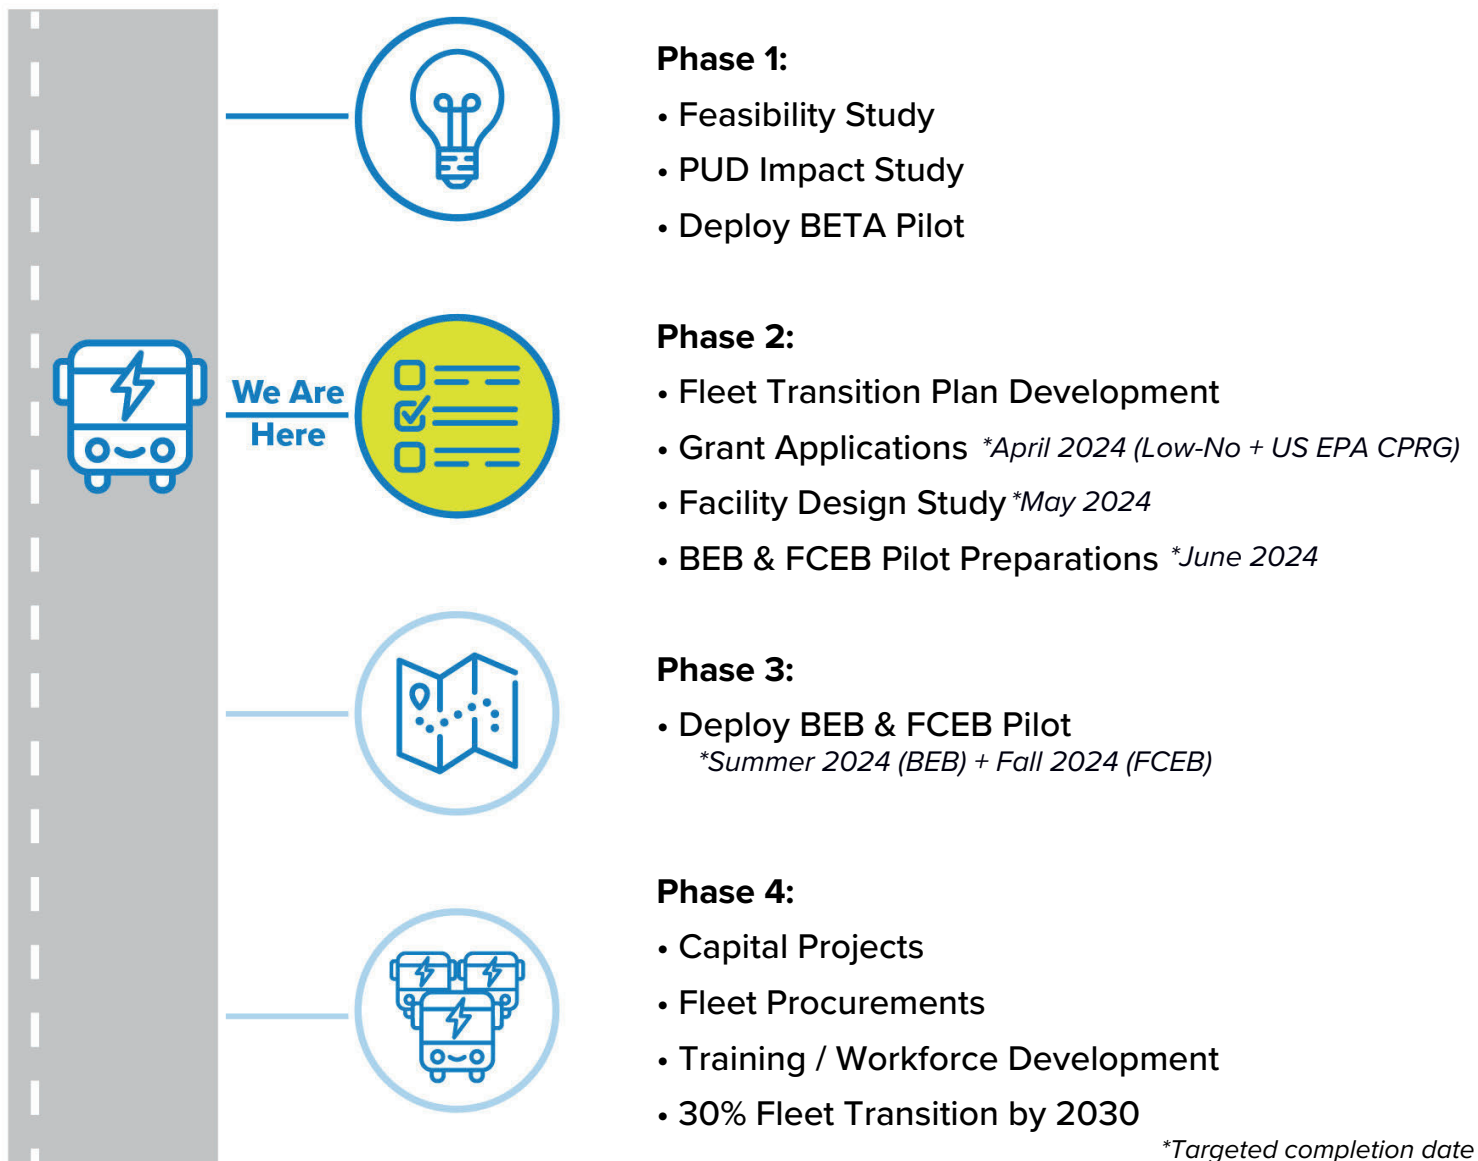 Phase 1:
• Feasibility Study
• PUD Impact Study
• Deploy BETA Pilot
We Are
Here
Phase 2:
• Fleet Transition Plan Development
• Grant Applications *April 2024 (Low-No + US EPA CPRG)
• Facility Design Study *May 2024
• BEB & FCEB Pilot Preparations *June 2024
Phase 3:
• Deploy BEB & FCEB Pilot
*Summer 2024 (BEB) + Fall 2024 (FCEB)
Phase 4:
• Capital Projects
• Fleet Procurements
• Training / Workforce Development
• 30% Fleet Transition by 2030
*Targeted completion date